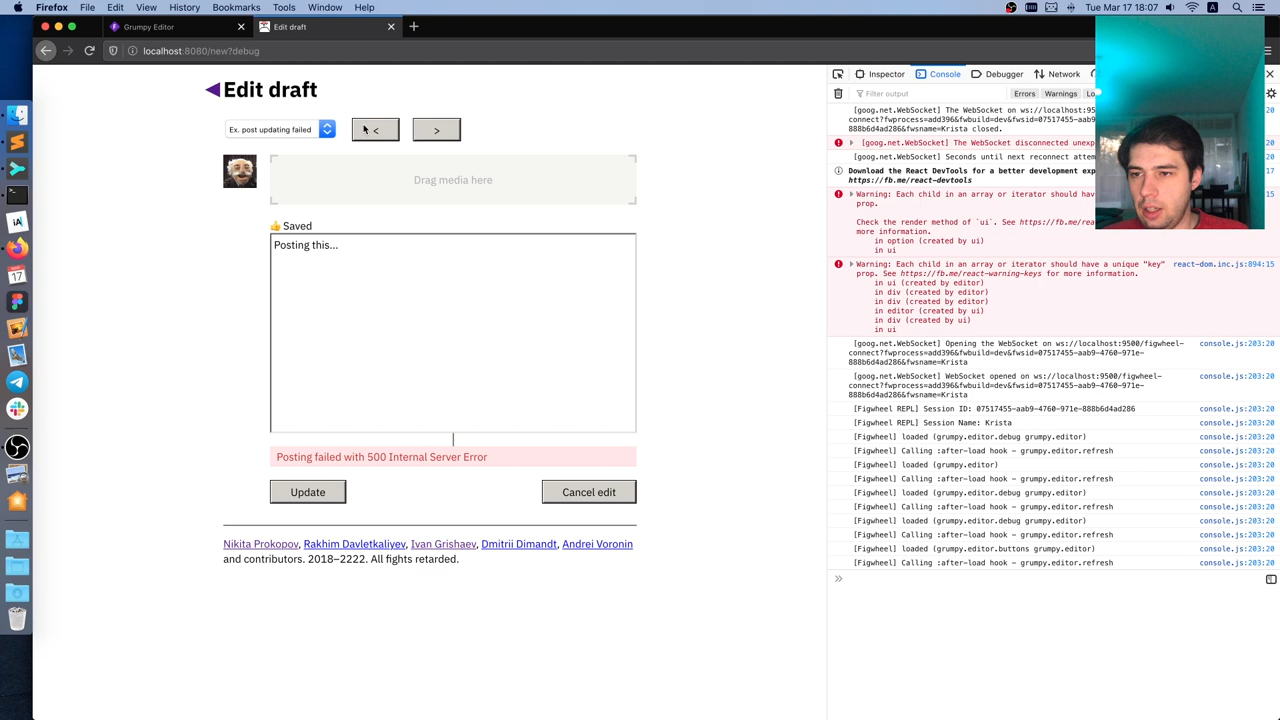 Firefox File Edit View History Bookmarks Tools Window Help
Grumpy Editor
Edit draft
localhost:8080/new?debug
Edit draft
Ex. post updating failed
<
>
Drag media here
👍 Saved
Posting this...
Posting failed with 500 Internal Server Error
Update
Cancel edit
Nikita Prokopov, Rakhim Davletkaliyev, Ivan Grishaev, Dmitrii Dimandt, Andrei Voronin
and contributors. 2018–2222. All fights retarded.
Inspector Console Debugger Network
Filter output
Errors Warnings
[goog.net.WebSocket] The WebSocket on
connect?fwprocess=add396&fwbuild=dev&fwsid=07517455-
888b6d4ad286&fwsname=Krista closed.
[goog.net.WebSocket] The WebSocket disconnected
[goog.net.WebSocket] Seconds until next reconnect
Download the React DevTools for a better development
https://fb.me/react-devtools
Warning: Each child in an array or iterator should
prop.
Check the render method of `ui`. See https://fb.me/
more information.
in option (created by ui)
in ui
Warning: Each child in an array or iterator should have a unique "key" react-dom.inc.js:894:15
prop. See https://fb.me/react-warning-keys for more information.
in ui (created by editor)
in div (created by editor)
in div (created by editor)
in editor (created by ui)
in div (created by ui)
in ui
[goog.net.WebSocket] Opening the WebSocket on ws://localhost:9500/figwheel- console.js:203:20
connect?fwprocess=add396&fwbuild=dev&fwsid=07517455-aab9-4760-971e-
888b6d4ad286&fwsname=Krista
[goog.net.WebSocket] WebSocket opened on ws://localhost:9500/figwheel- console.js:203:20
connect?fwprocess=add396&fwbuild=dev&fwsid=07517455-aab9-4760-971e-
888b6d4ad286&fwsname=Krista
[Figwheel REPL] Session ID: 07517455-aab9-4760-971e-888b6d4ad286 console.js:203:20
[Figwheel REPL] Session Name: Krista console.js:203:20
[Figwheel] loaded (grumpy.editor.debug grumpy.editor) console.js:203:20
[Figwheel] Calling :after-load hook - grumpy.editor.refresh console.js:203:20
[Figwheel] loaded (grumpy.editor) console.js:203:20
[Figwheel] Calling :after-load hook - grumpy.editor.refresh console.js:203:20
[Figwheel] loaded (grumpy.editor.debug grumpy.editor) console.js:203:20
[Figwheel] Calling :after-load hook - grumpy.editor.refresh console.js:203:20
[Figwheel] loaded (grumpy.editor.debug grumpy.editor) console.js:203:20
[Figwheel] Calling :after-load hook - grumpy.editor.refresh console.js:203:20
[Figwheel] loaded (grumpy.editor.buttons grumpy.editor) console.js:203:20
[Figwheel] Calling :after-load hook - grumpy.editor.refresh console.js:203:20